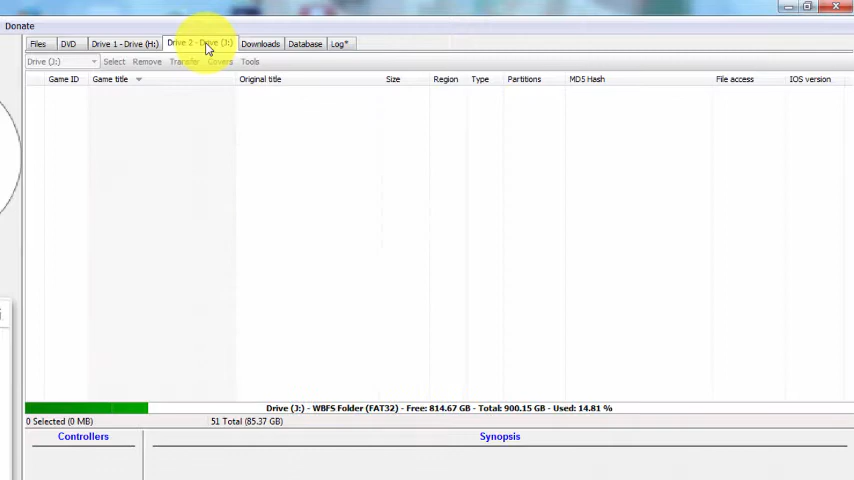 Donate
Files DVD Drive 1 - Drive (H:) Drive 2 - Drive (J:) Downloads Database Log*
Drive (J:) Select Remove Transfer Covers Tools
Game ID Game title Original title Size Region Type Partitions MD5 Hash File access IOS version
Drive (J:) - WBFS Folder (FAT32) - Free: 814.67 GB - Total: 900.15 GB - Used: 14.81 %
0 Selected (0 MB) 51 Total (85.37 GB)
Controllers Synopsis